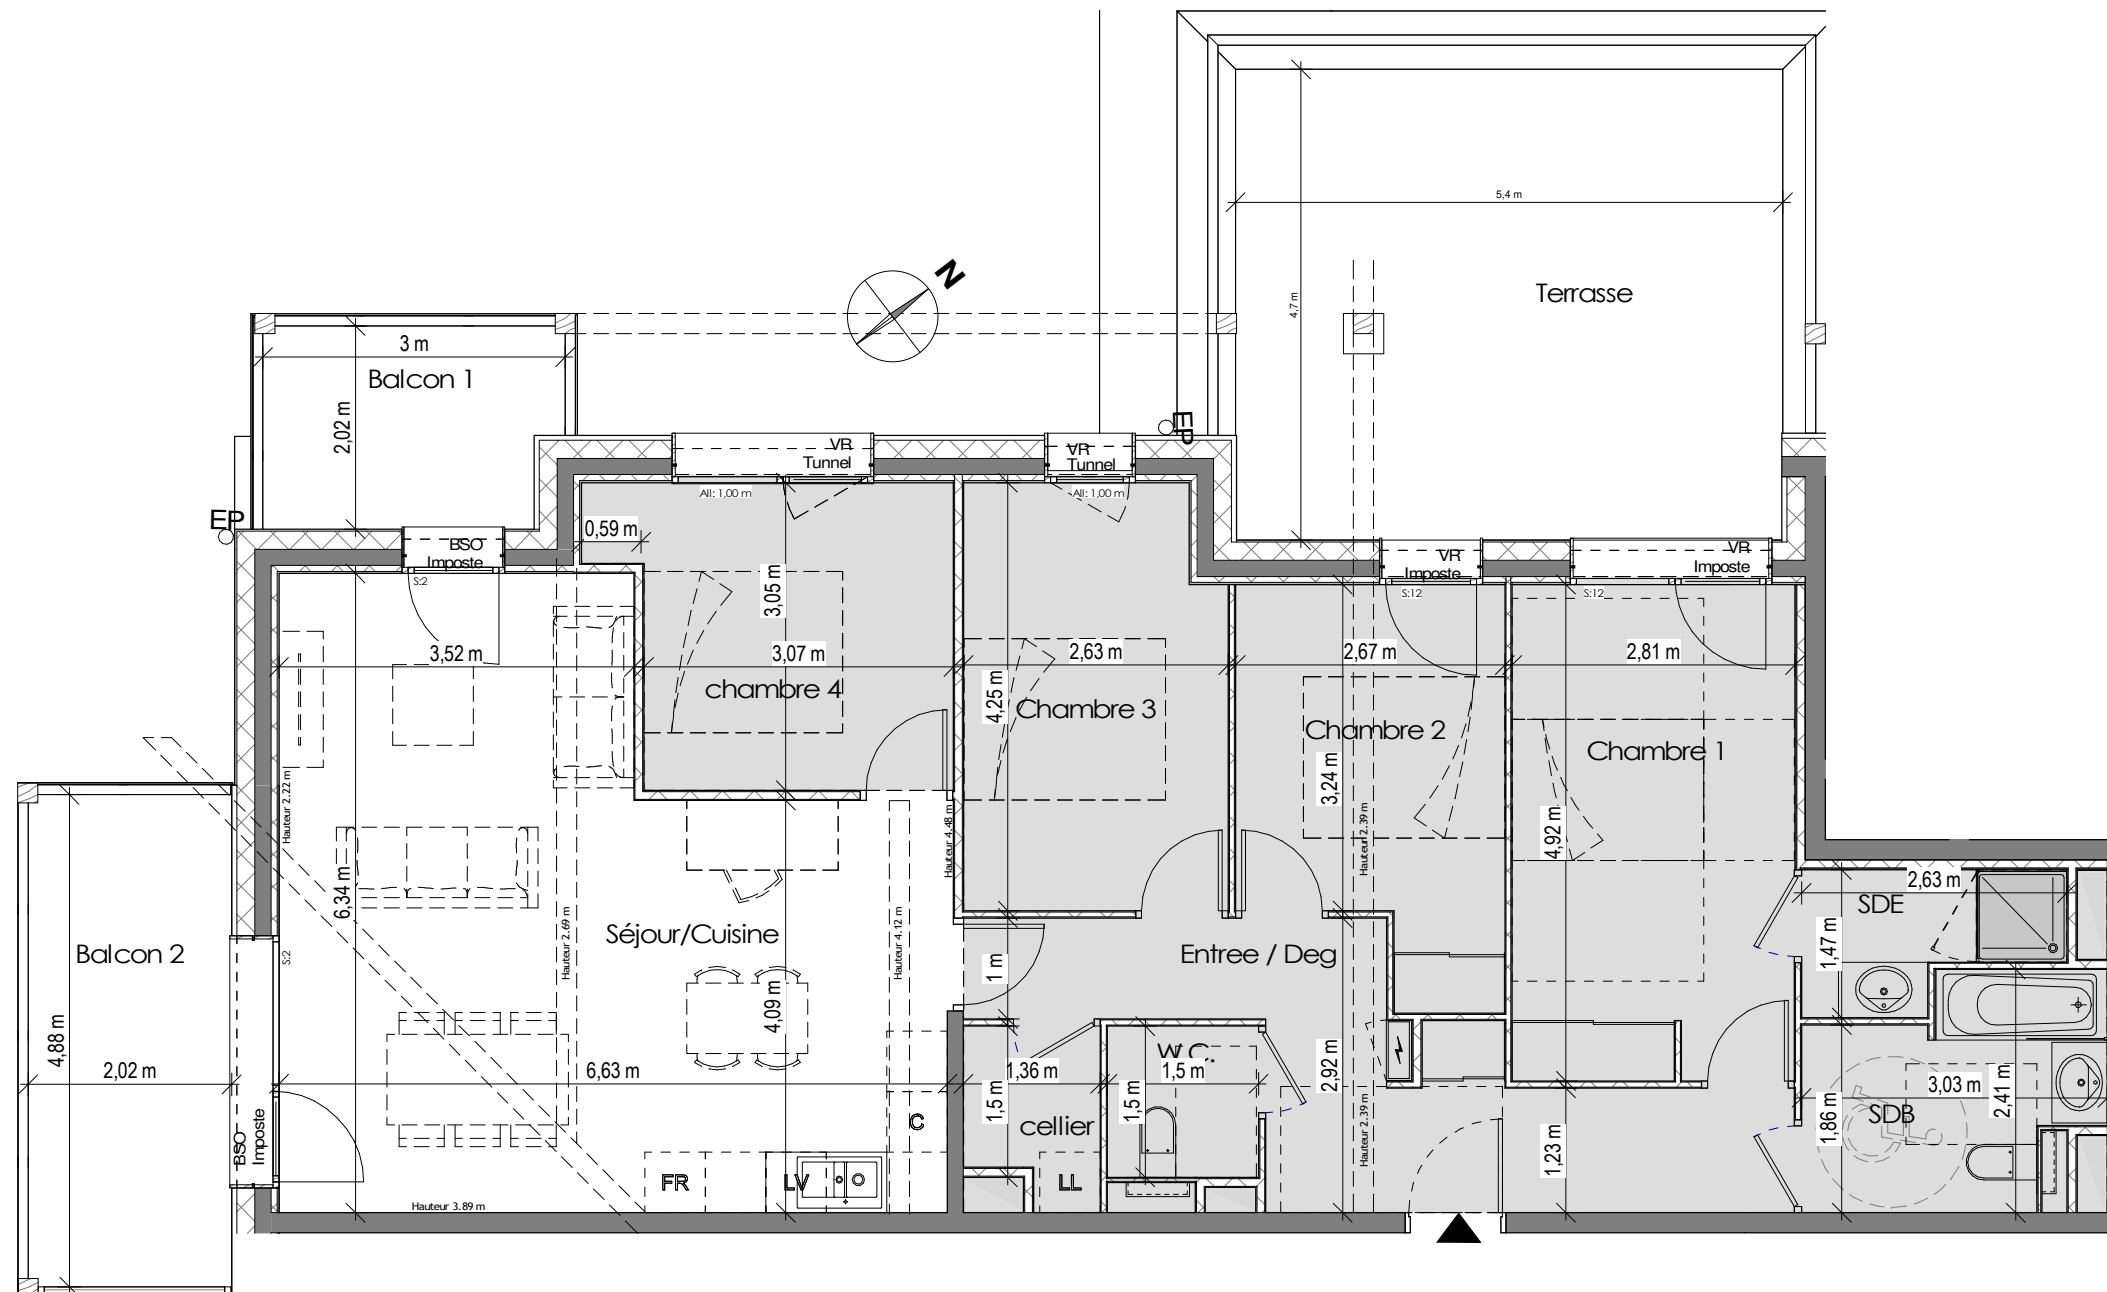 5,4 m
4,7 m
Terrasse
N
3 m
Balcon 1
2,02 m
EP
EP
VR
Tunnel
VR
Tunnel
All: 1,00 m
All: 1,00 m
0,59 m
BSO
Imposte
S:2
VR
Imposte
S:12
VR
Imposte
S:12
3,05 m
3,52 m
3,07 m
2,63 m
2,67 m
2,81 m
chambre 4
4,25 m
Chambre 3
Chambre 2
Chambre 1
3,24 m
4,92 m
Hauteur 2.22 m
Hauteur 4.48 m
Hauteur 2.39 m
6,34 m
Hauteur 2.69 m
Séjour/Cuisine
Hauteur 4.12 m
Balcon 2
S:2
Entree / Deg
1 m
2,63 m
SDE
1,47 m
4,09 m
4,88 m
2,02 m
6,63 m
1,36 m
W.C.
1,5 m
1,5 m
1,5 m
2,92 m
3,03 m
2,41 m
1,86 m
SDB
cellier
C
BSO
Imposte
Hauteur 2.39 m
1,23 m
FR
LV
LL
Hauteur 3.89 m